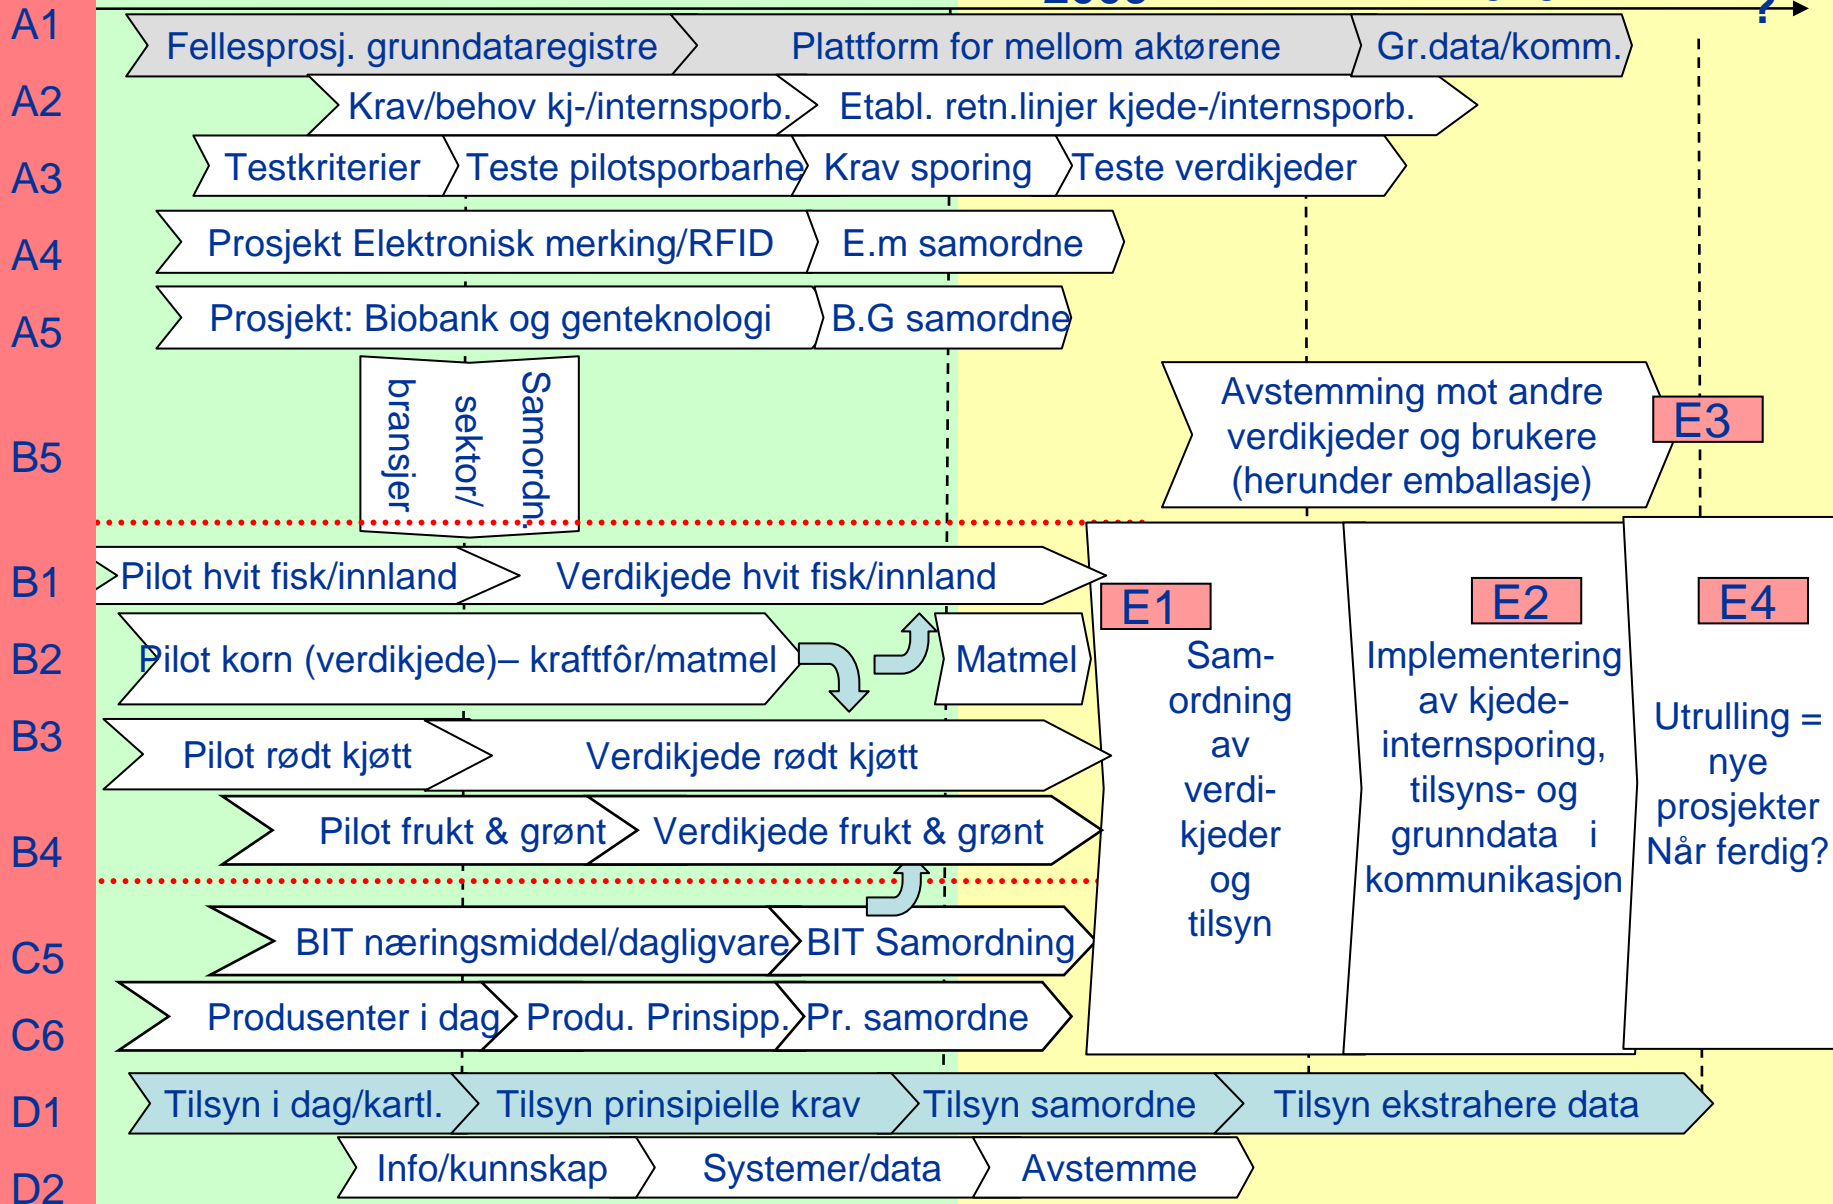 ?
A1
Fellesprosj. grunndataregistre
Plattform for mellom aktørene
Gr.data/komm.
A2
Krav/behov kj-/internsporb.
Etabl. retn.linjer kjede-/internsporb.
A3
Testkriterier
Teste pilotsporbarhe
Krav sporing
Teste verdikjeder
A4
Prosjekt Elektronisk merking/RFID
E.m samordne
A5
Prosjekt: Biobank og genteknologi
B.G samordne
B5
Samordn.
sektor/
bransjer
Avstemming mot andre
verdikjeder og brukere
(herunder emballasje)
E3
B1
Pilot hvit fisk/innland
Verdikjede hvit fisk/innland
B2
Pilot korn (verdikjede)– kraftfôr/matmel
Matmel
B3
Pilot rødt kjøtt
Verdikjede rødt kjøtt
B4
Pilot frukt & grønt
Verdikjede frukt & grønt
E1
Sam-
ordning
av
verdi-
kjeder
og
tilsyn
E2
Implementering
av kjede-
internsporing,
tilsyns- og
grunndata i
kommunikasjon
E4
Utrulling =
nye
prosjekter
Når ferdig?
C5
BIT næringsmiddel/dagligvare
BIT Samordning
C6
Produsenter i dag
Produ. Prinsipp.
Pr. samordne
D1
Tilsyn i dag/kartl.
Tilsyn prinsipielle krav
Tilsyn samordne
Tilsyn ekstrahere data
D2
Info/kunnskap
Systemer/data
Avstemme